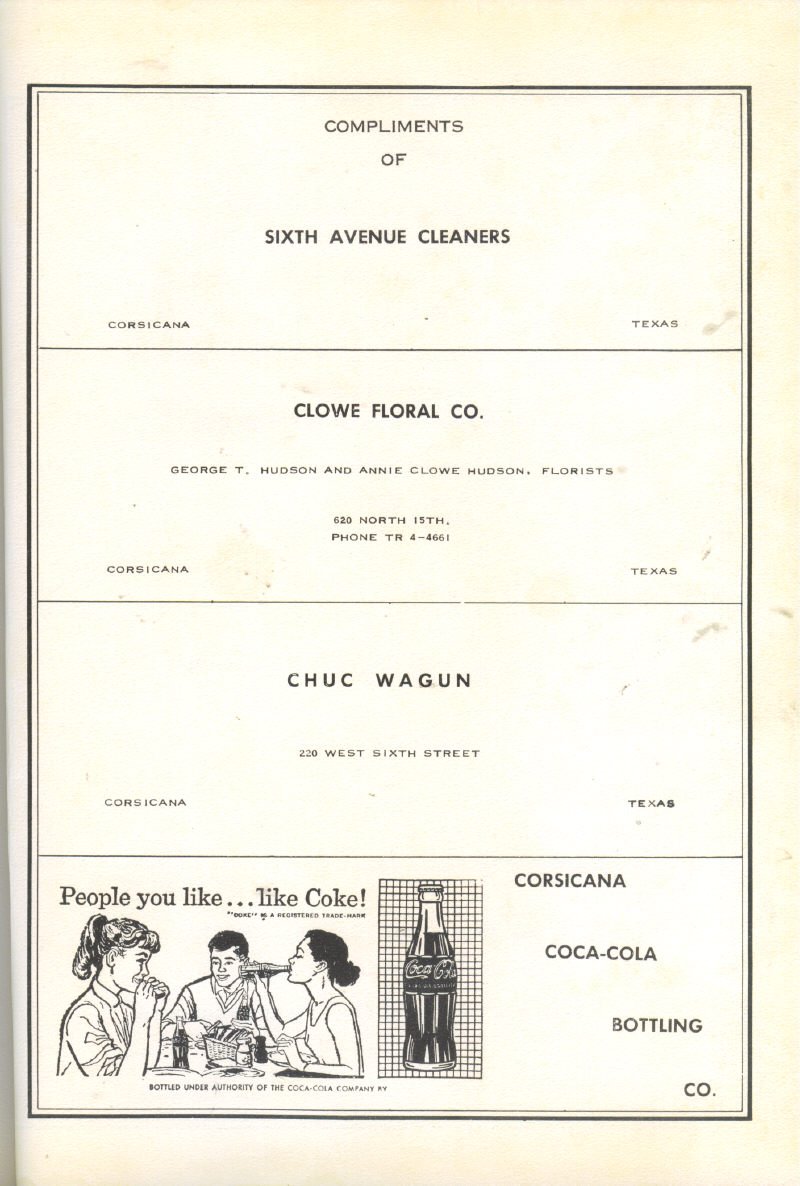 COMPLIMENTS
OF
SIXTH AVENUE CLEANERS
CORSICANA TEXAS
CLOWE FLORAL CO.
GEORGE T. HUDSON AND ANNIE CLOWE HUDSON, FLORISTS
620 NORTH 15TH.
PHONE TR 4-4661
CORSICANA TEXAS
CHUC WAGUN
220 WEST SIXTH STREET
CORSICANA TEXAS
People you like...like Coke!
"COKE" IS A REGISTERED TRADE-MARK
Coca-Cola
BOTTLED UNDER AUTHORITY OF THE COCA-COLA COMPANY BY
CORSICANA
COCA-COLA
BOTTLING
CO.